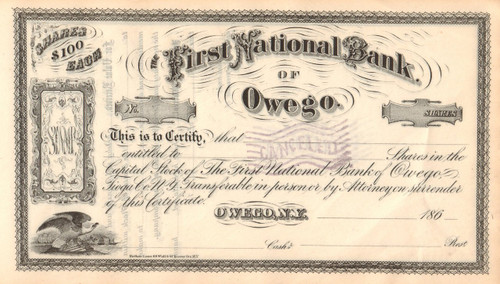 SHARES
$100
EACH
THE First National Bank.
OF
Owego.
No.
SHARES
This is to Certify, that
CANCELLED
entitled to Shares in the
Capital Stock of The First National Bank of Owego,
Tioga Co. N.Y. Transferable in person or by Attorney on surrender
of this Certificate.
STAMP
OWEGO, N.Y. 186
Cash'r Prest